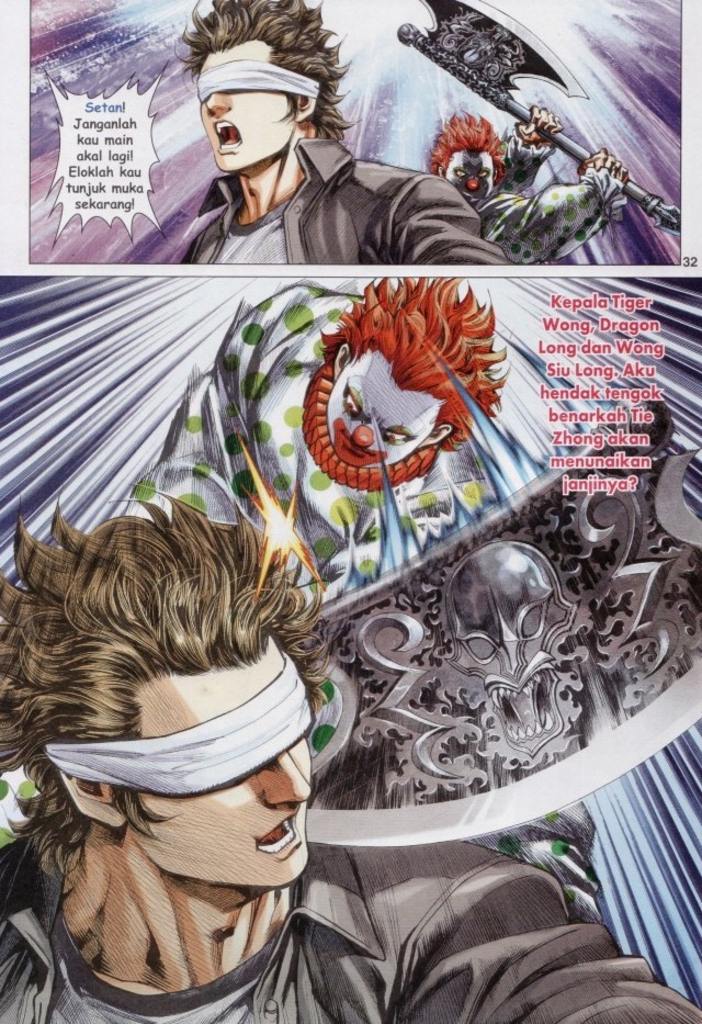 Setan!
Janganlah
kau main
akal lagi!
Eloklah kau
tunjuk muka
sekarang!
32
Kepala Tiger
Wong, Dragon
Long dan Wong
Siu Long. Aku
hendak tengok
benarkah Tie
Zhong akan
menunaikan
janjinya?